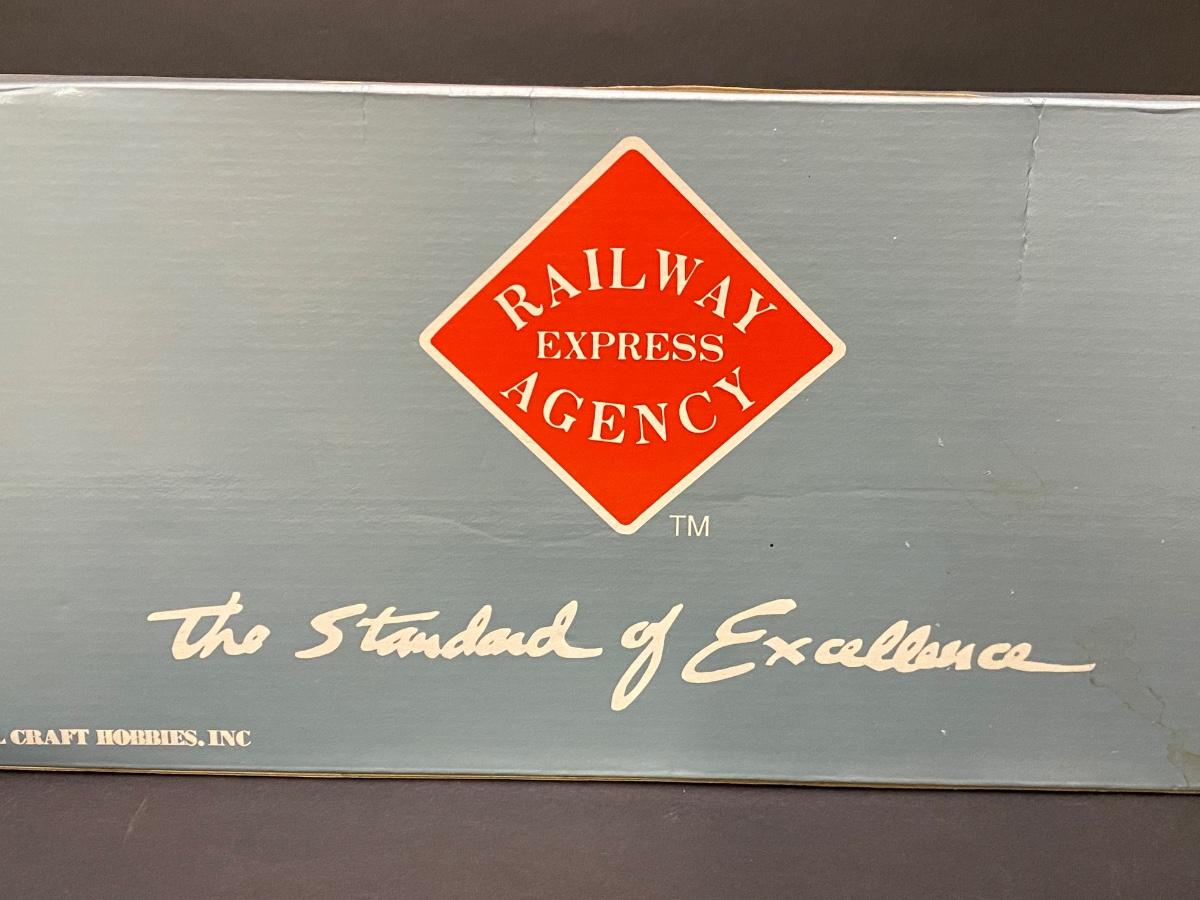 RAILWAY
EXPRESS
AGENCY
TM
The Standard of Excellence
CRAFT HOBBIES. INC